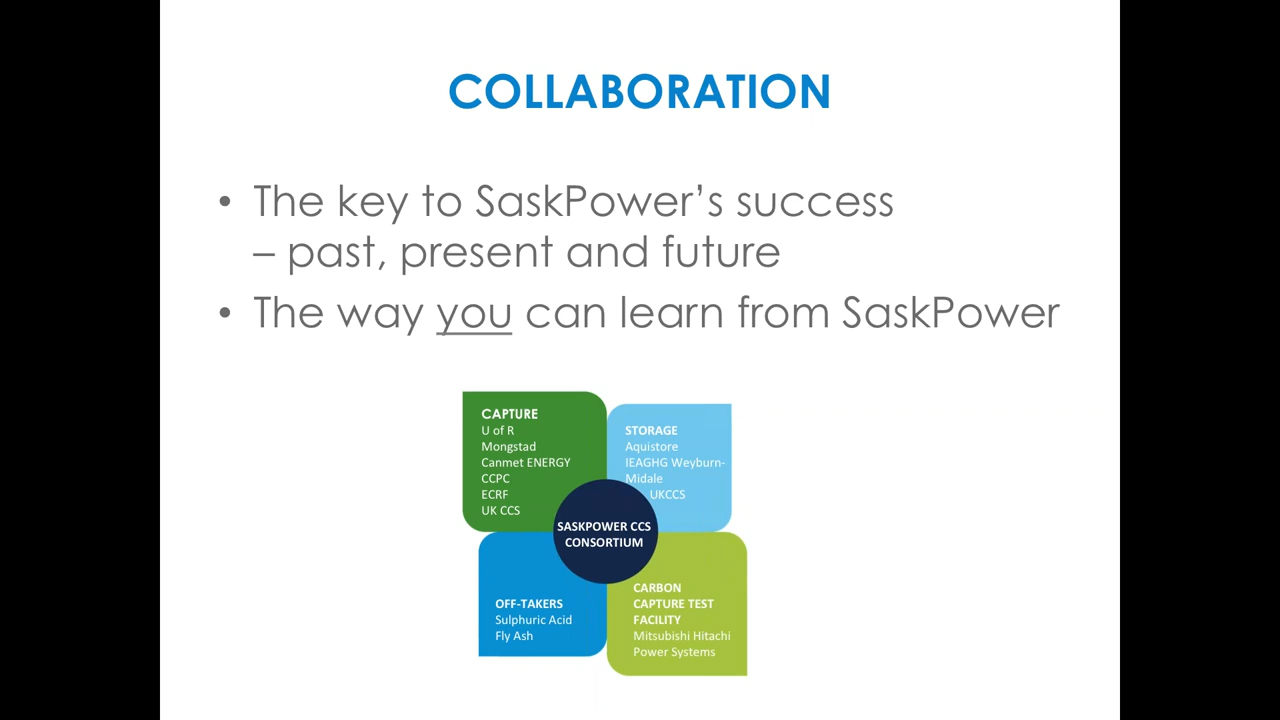 COLLABORATION
• The key to SaskPower’s success
– past, present and future
• The way you can learn from SaskPower
CAPTURE
U of R
Mongstad
Canmet ENERGY
CCPC
ECRF
UK CCS
STORAGE
Aquistore
IEAGHG Weyburn-
Midale
UKCCS
SASKPOWER CCS
CONSORTIUM
OFF-TAKERS
Sulphuric Acid
Fly Ash
CARBON
CAPTURE TEST
FACILITY
Mitsubishi Hitachi
Power Systems